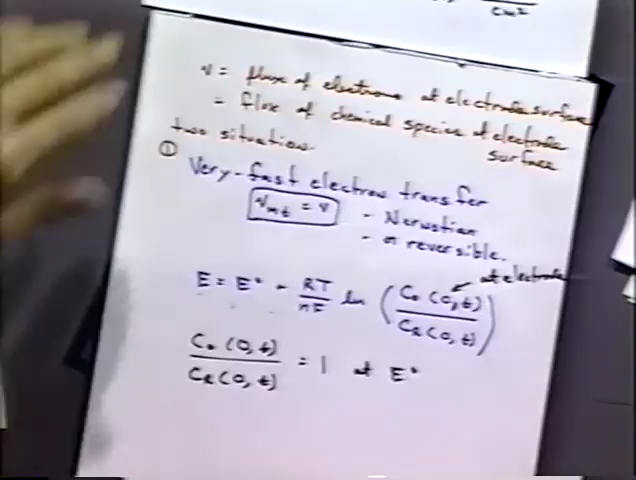 cm²
v = flux of electrons at electrode surface
= flux of chemical species at electrode surface
two situation.
① Very-fast electron transfer
v_mt = v - Nernstian
- or reversible.
at electrode
E = E° - RT/nF ln (C_o (0,t) / C_R (0,t))
C_o (0,t) / C_R (0,t) = 1 at E°